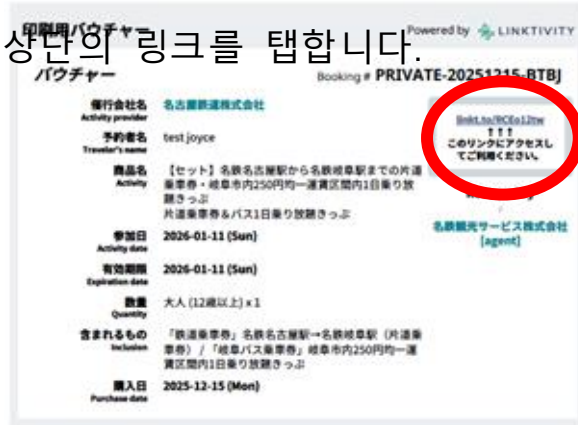 印刷用バウチャー
Powered by LINKTIVITY
상단의 링크를 탭합니다.
バウチャー
Booking # PRIVATE-20251215-BTBJ
催行会社名 名古屋鉄道株式会社
Activity provider
予約者名 test joyce
Traveler's name
商品名 【セット】名鉄名古屋駅から名鉄岐阜駅までの片道
Activity 乗車券・岐阜市内250円均一運賃区間内1日乗り放
題きっぷ
片道乗車券&バス1日乗り放題きっぷ
参加日 2026-01-11 (Sun)
Activity date
有効期限 2026-01-11 (Sun)
Expiration date
数量 大人 (12歳以上) x 1
Quantity
含まれるもの 「鉄道乗車券」名鉄名古屋駅→名鉄岐阜駅（片道乗
Inclusion 車券）/「岐阜バス乗車券」岐阜市内250円均一運
賃区間内1日乗り放題きっぷ
購入日 2025-12-15 (Mon)
Purchase date
linkt.to/RCEo12tw
↑↑↑
このリンクにアクセスし
てご利用ください。
名鉄観光サービス株式会社
[agent]